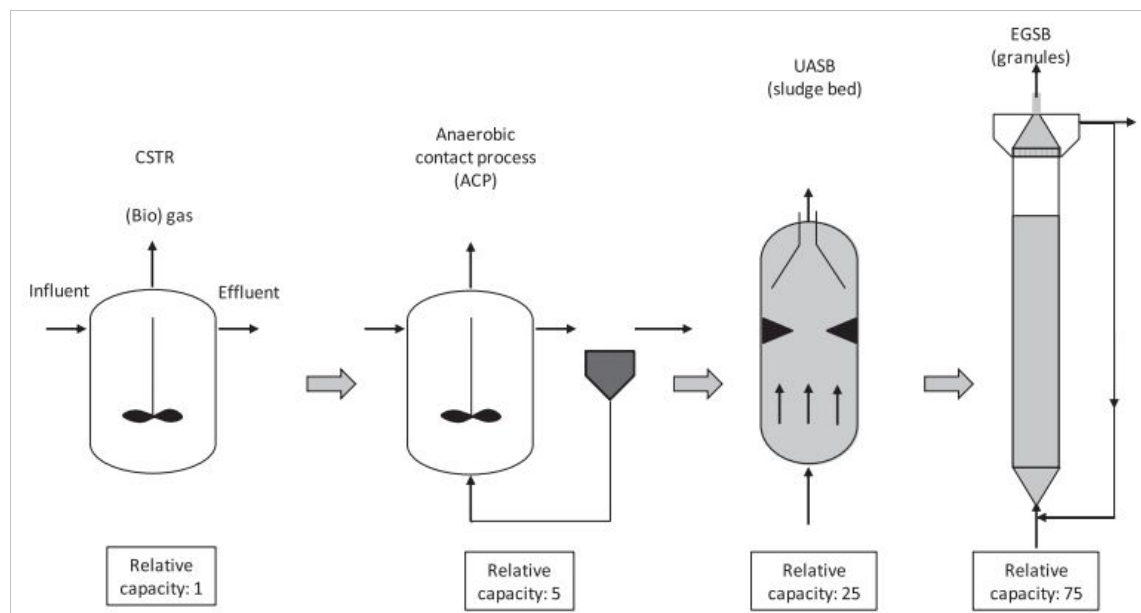 CSTR
(Bio) gas
Influent
Effluent
Relative
capacity: 1
Anaerobic
contact process
(ACP)
Relative
capacity: 5
UASB
(sludge bed)
Relative
capacity: 25
EGSB
(granules)
Relative
capacity: 75